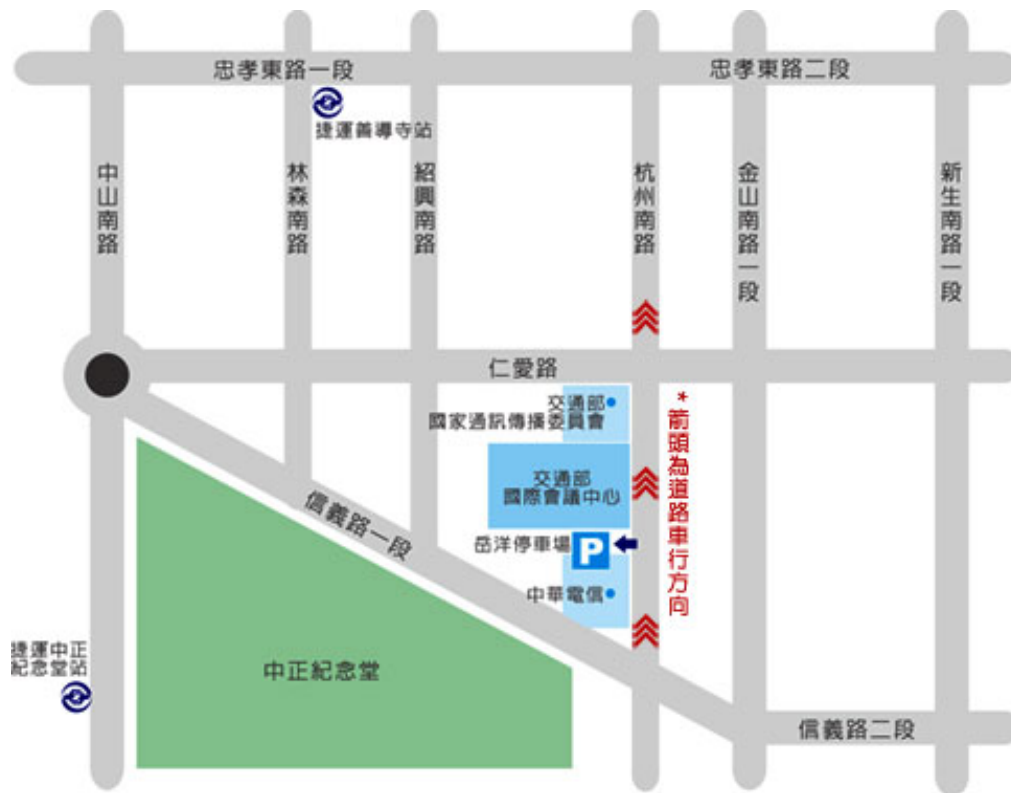 忠孝東路一段
忠孝東路二段
捷運善導寺站
中山南路
林森南路
紹興南路
杭州南路
金山南路一段
新生南路一段
仁愛路
交通部
國家通訊傳播委員會
*箭頭為道路車行方向
交通部
國際會議中心
信義路一段
岳洋停車場
P
中華電信
捷運中正
紀念堂站
中正紀念堂
信義路二段